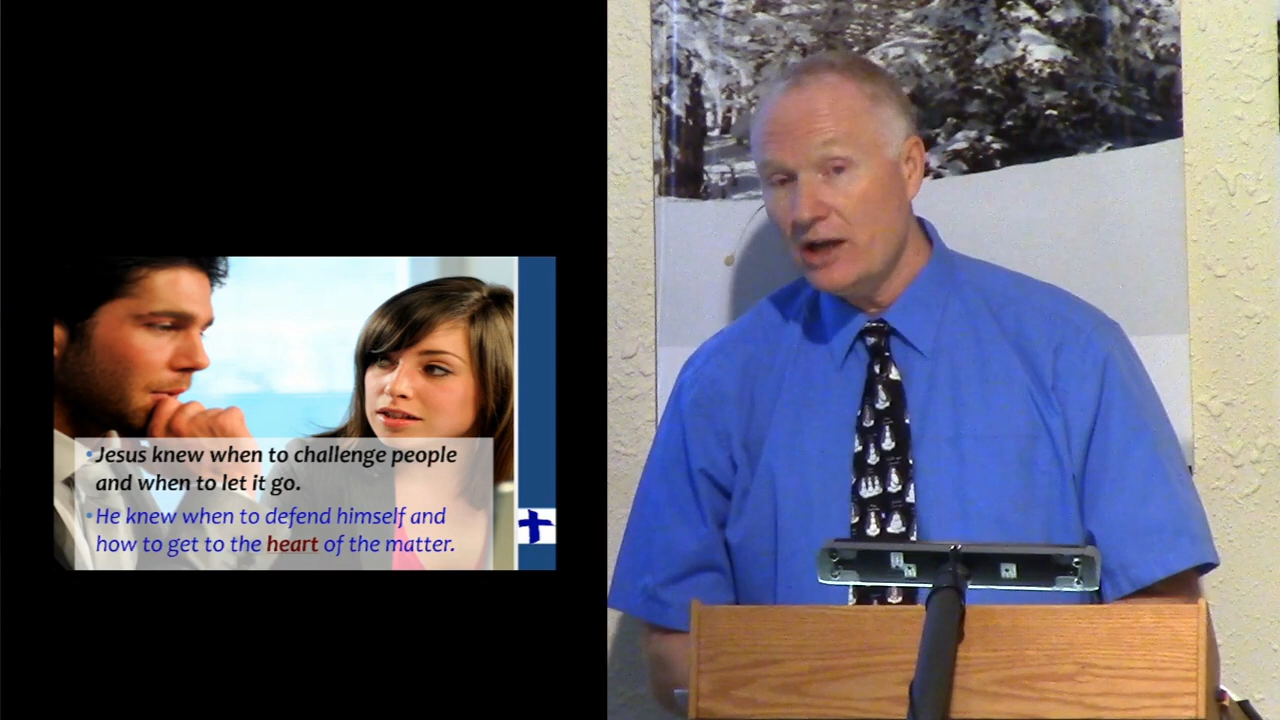 •Jesus knew when to challenge people
and when to let it go.
•He knew when to defend himself and
how to get to the heart of the matter.